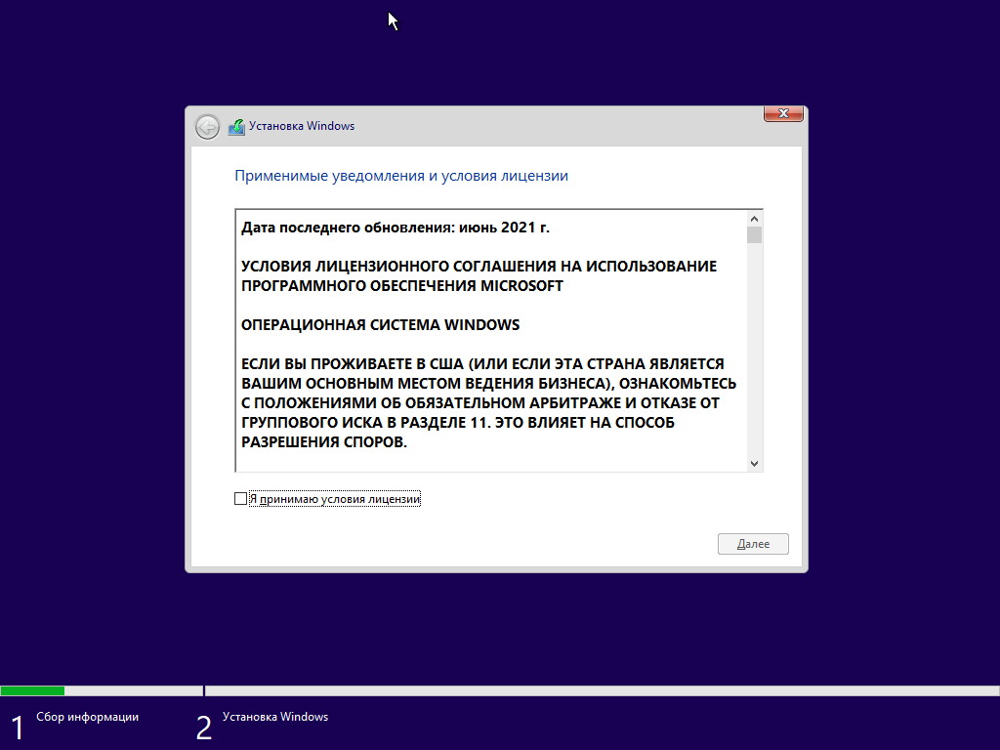 Установка Windows
Применимые уведомления и условия лицензии
Дата последнего обновления: июнь 2021 г.
УСЛОВИЯ ЛИЦЕНЗИОННОГО СОГЛАШЕНИЯ НА ИСПОЛЬЗОВАНИЕ
ПРОГРАММНОГО ОБЕСПЕЧЕНИЯ MICROSOFT
ОПЕРАЦИОННАЯ СИСТЕМА WINDOWS
ЕСЛИ ВЫ ПРОЖИВАЕТЕ В США (ИЛИ ЕСЛИ ЭТА СТРАНА ЯВЛЯЕТСЯ
ВАШИМ ОСНОВНЫМ МЕСТОМ ВЕДЕНИЯ БИЗНЕСА), ОЗНАКОМЬТЕСЬ
С ПОЛОЖЕНИЯМИ ОБ ОБЯЗАТЕЛЬНОМ АРБИТРАЖЕ И ОТКАЗЕ ОТ
ГРУППОВОГО ИСКА В РАЗДЕЛЕ 11. ЭТО ВЛИЯЕТ НА СПОСОБ
РАЗРЕШЕНИЯ СПОРОВ.
Я принимаю условия лицензии
Далее
1 Сбор информации
2 Установка Windows